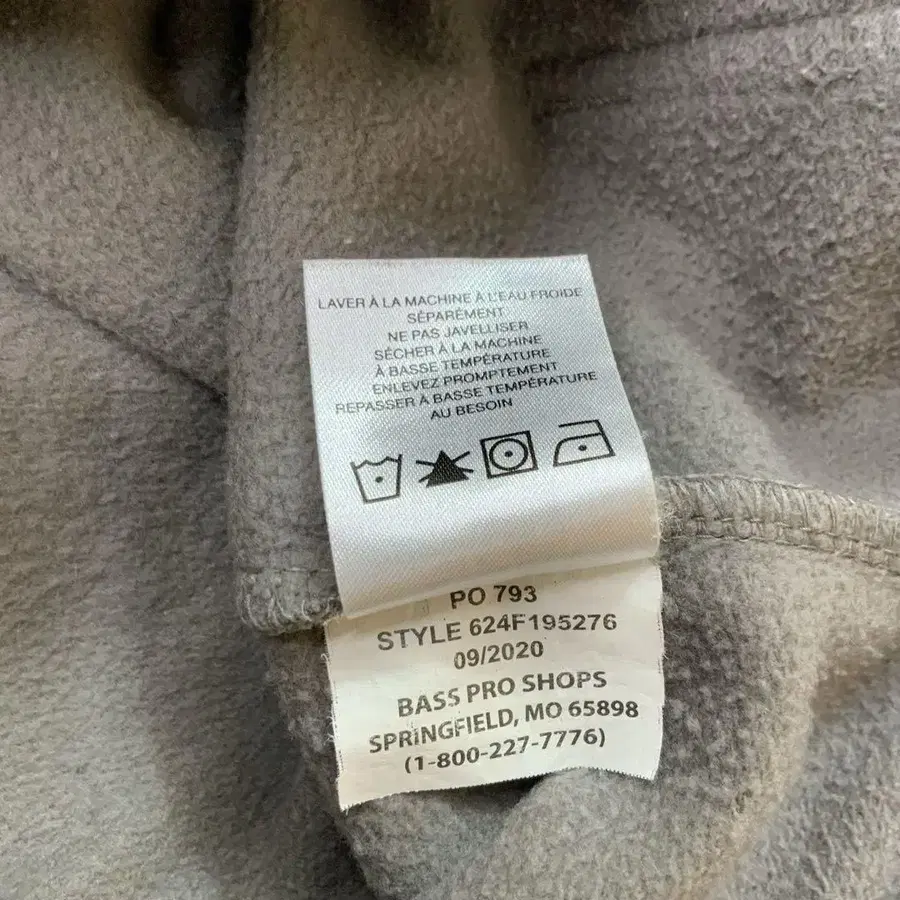 LAVER À LA MACHINE À L'EAU FROIDE
SÉPARÉMENT
NE PAS JAVELLISER
SÉCHER À LA MACHINE
À BASSE TEMPÉRATURE
ENLEVEZ PROMPTEMENT
REPASSER À BASSE TEMPÉRATURE
AU BESOIN
PO 793
STYLE 624F195276
09/2020
BASS PRO SHOPS
SPRINGFIELD, MO 65898
(1-800-227-7776)